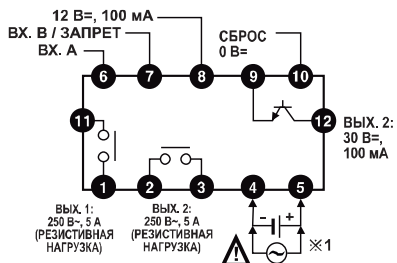 12 В=, 100 мА
ВХ. В / ЗАПРЕТ
ВХ. А
СБРОС
0 В=
6 7 8 9 10
11
12
ВЫХ. 2:
30 В=,
100 мА
1 2 3 4 5
ВЫХ. 1:
250 В~, 5 А
(РЕЗИСТИВНАЯ
НАГРУЗКА)
ВЫХ. 2:
250 В~, 5 А
(РЕЗИСТИВНАЯ
НАГРУЗКА)
- +
※1